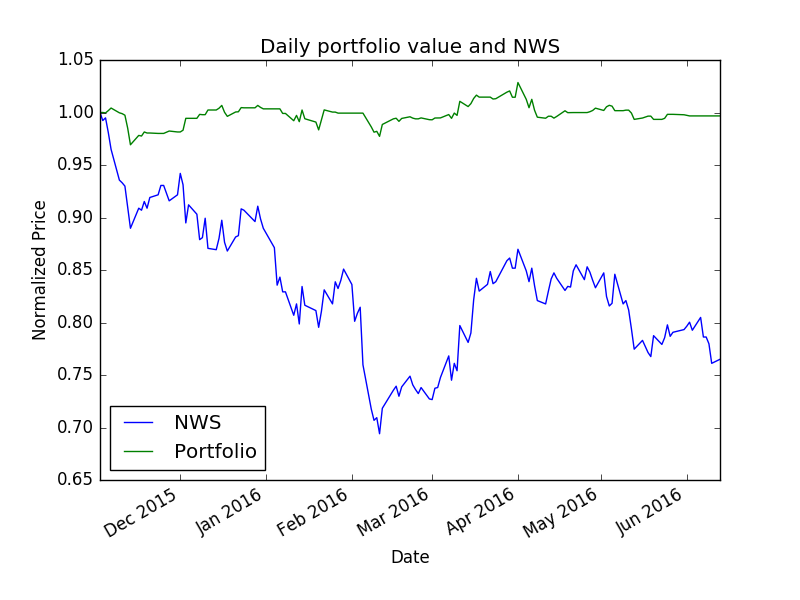 Daily portfolio value and NWS
1.05
1.00
0.95
0.90
0.85
0.80
0.75
0.70
0.65
Normalized Price
NWS
Portfolio
Dec 2015
Jan 2016
Feb 2016
Mar 2016
Apr 2016
May 2016
Jun 2016
Date